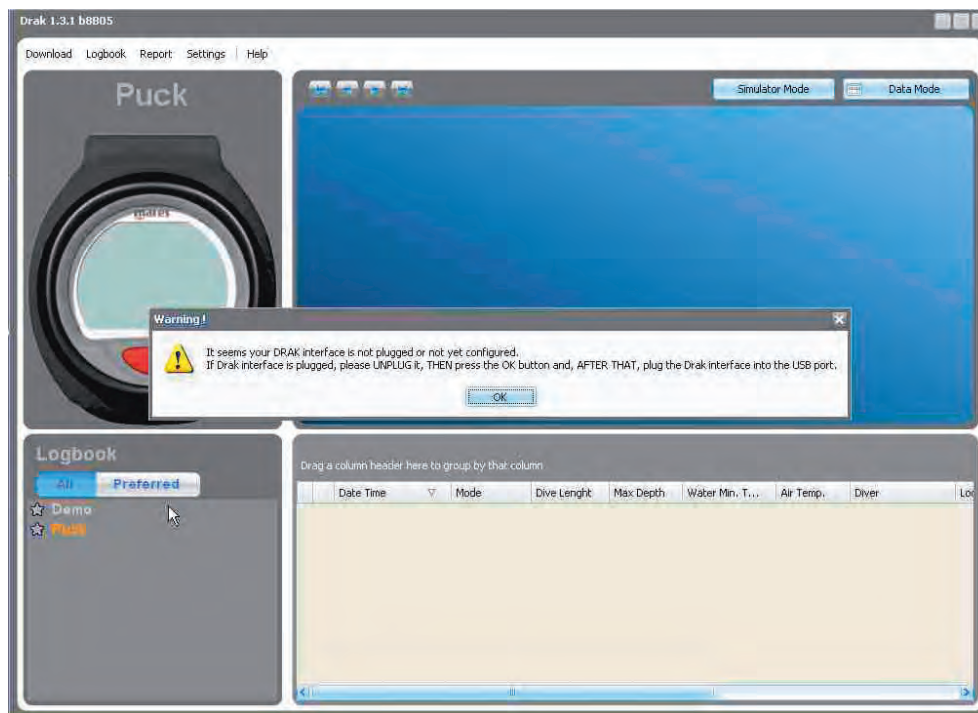 Drak 1.3.1 b8B05
Download Logbook Report Settings Help
Puck
Simulator Mode
Data Mode
mares
Warning !
It seems your DRAK interface is not plugged or not yet configured.
If Drak interface is plugged, please UNPLUG it, THEN press the OK button and, AFTER THAT, plug the Drak interface into the USB port.
OK
Logbook
All Preferred
Demo
Puck
Drag a column header here to group by that column
Date Time Mode Dive Lenght Max Depth Water Min. T... Air Temp. Diver Loc